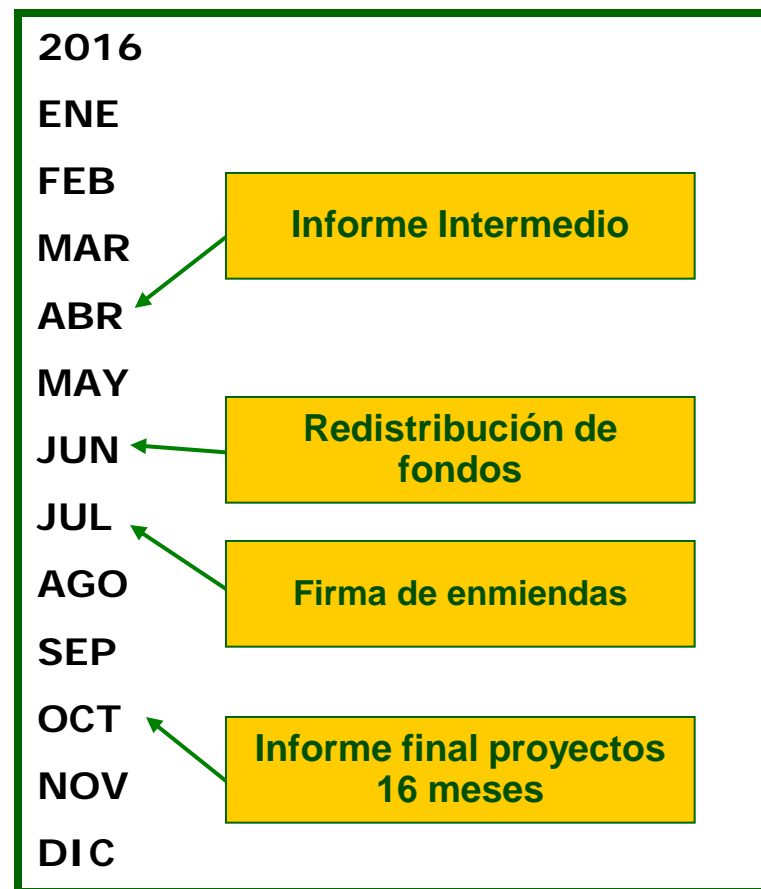 2016
ENE
FEB
MAR
ABR
MAY
JUN
JUL
AGO
SEP
OCT
NOV
DIC
Informe Intermedio
Redistribución de
fondos
Firma de enmiendas
Informe final proyectos
16 meses